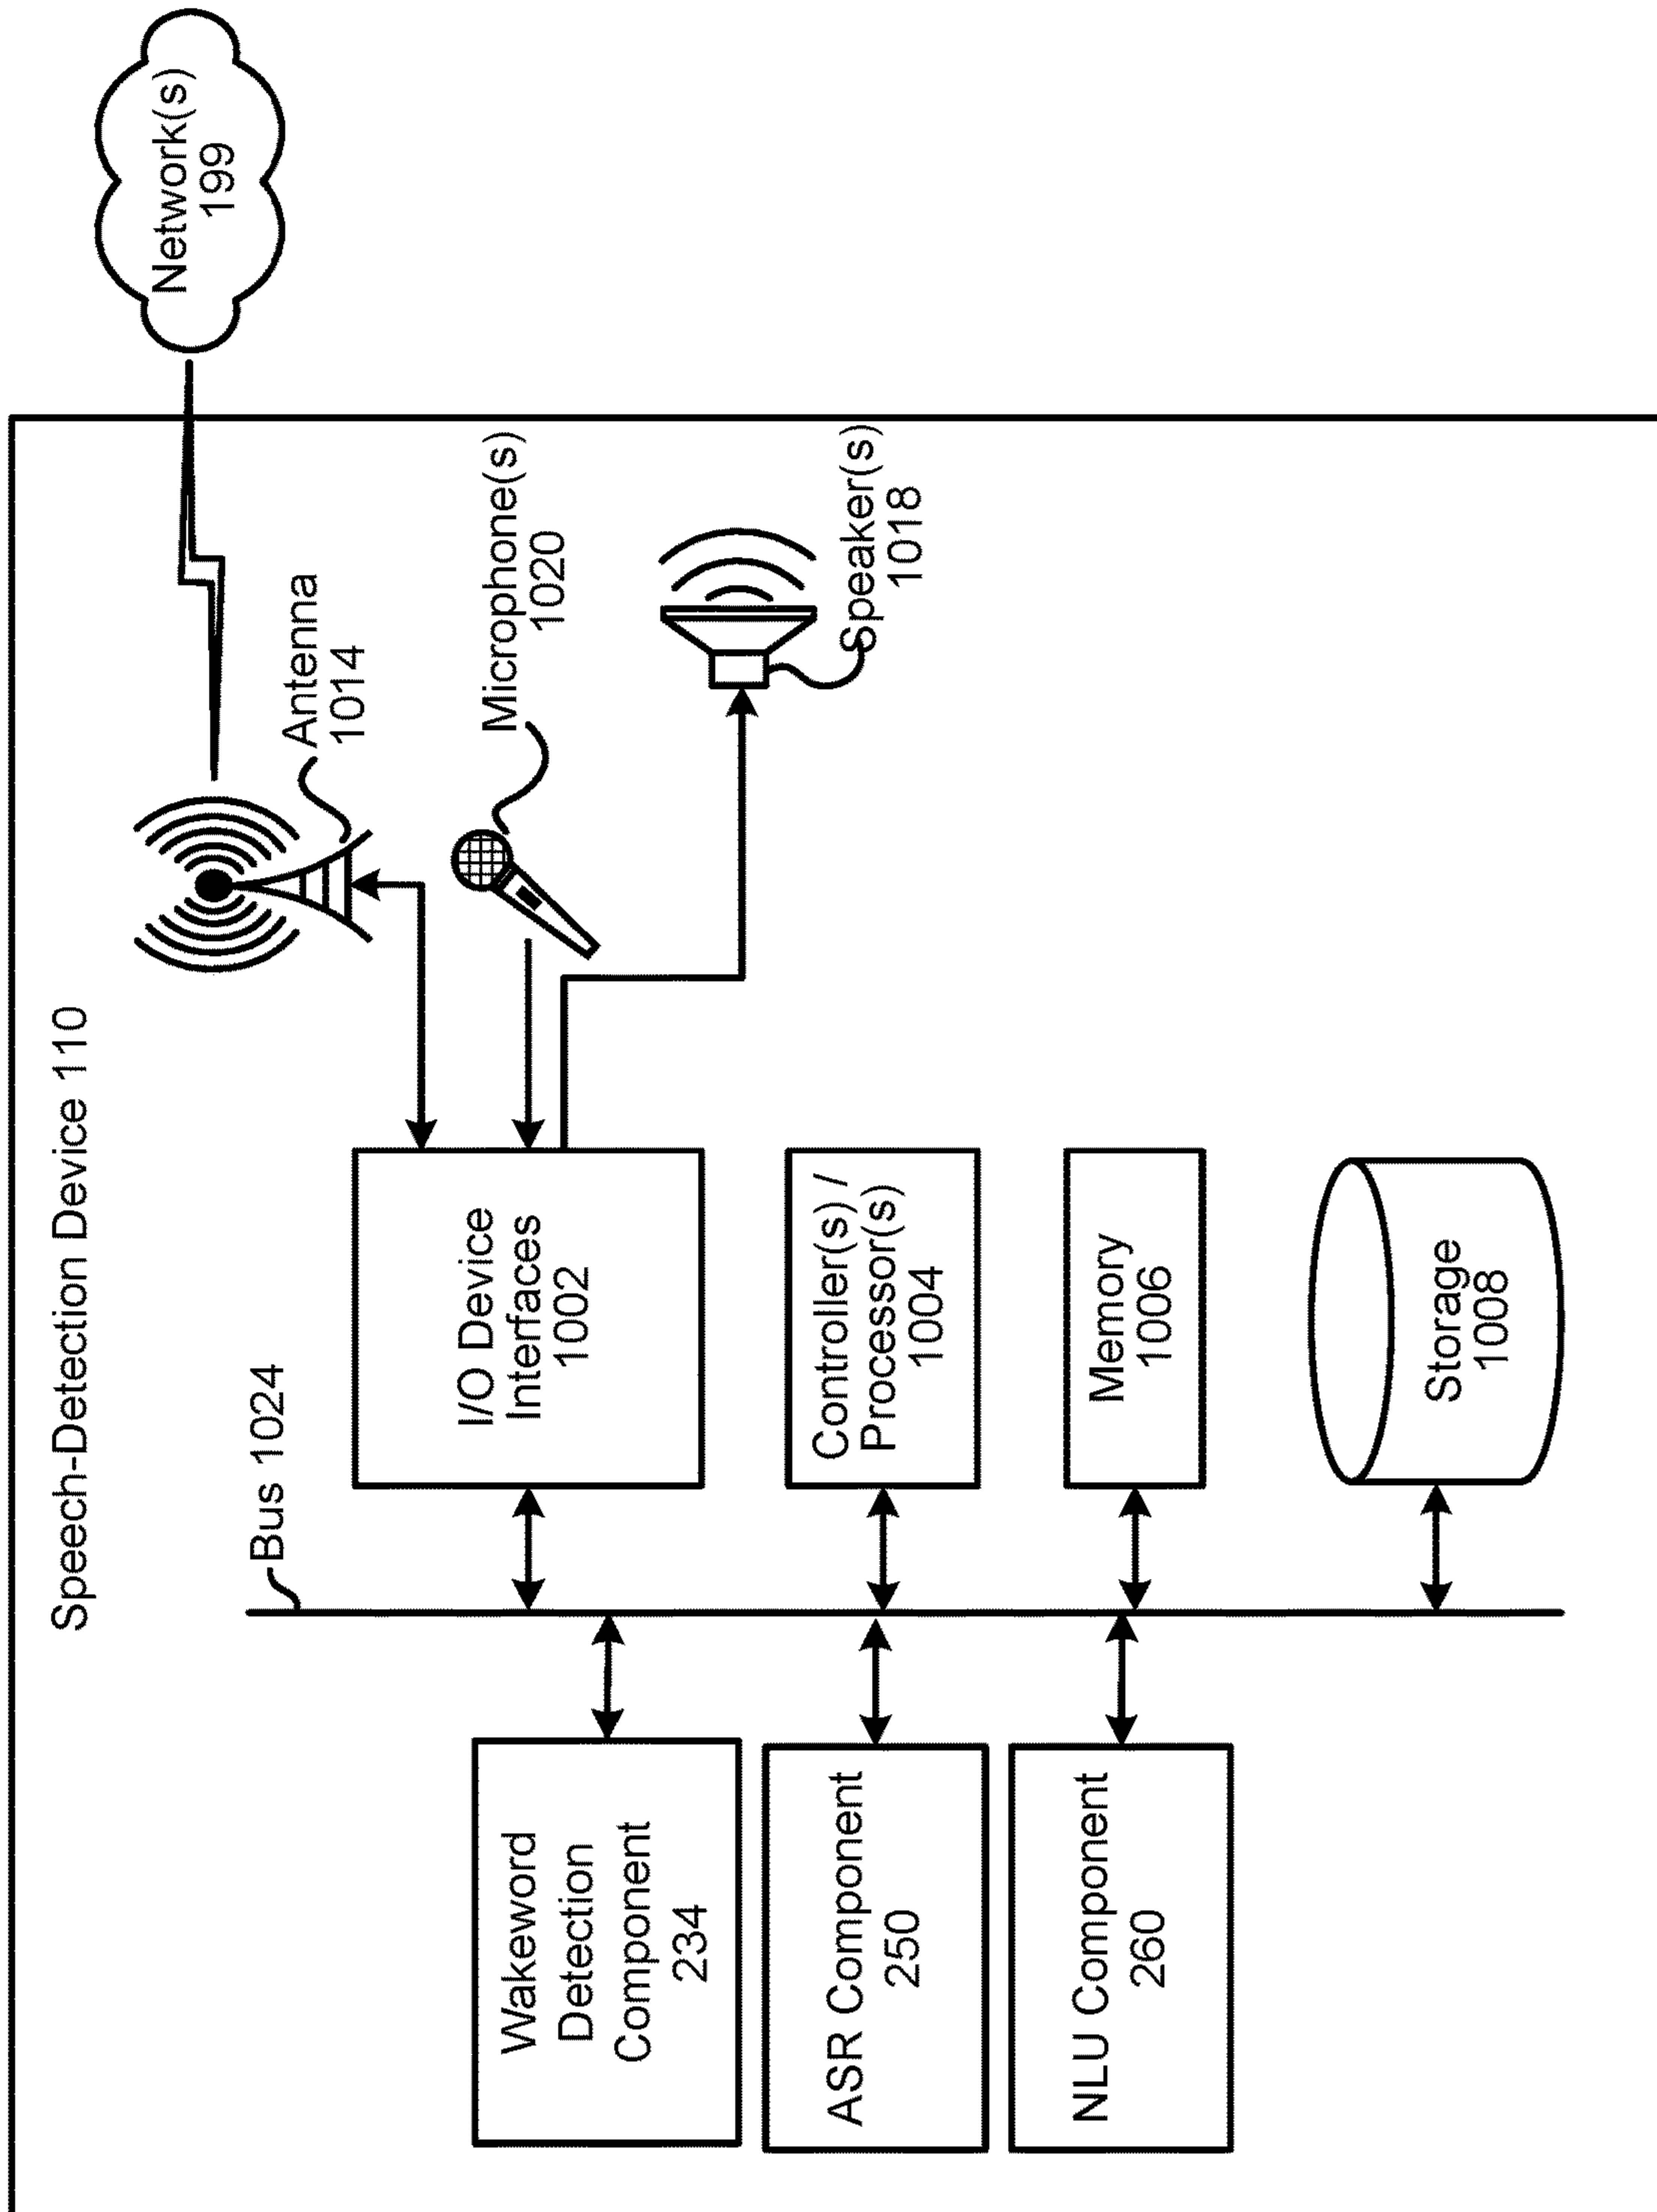 Speech-Detection Device 110
Bus 1024
Network(s)
199
Antenna
1014
Microphone(s)
1020
Speaker(s)
1018
I/O Device
Interfaces
1002
Controller(s) /
Processor(s)
1004
Memory
1006
Storage
1008
Wakeword
Detection
Component
234
ASR Component
250
NLU Component
260